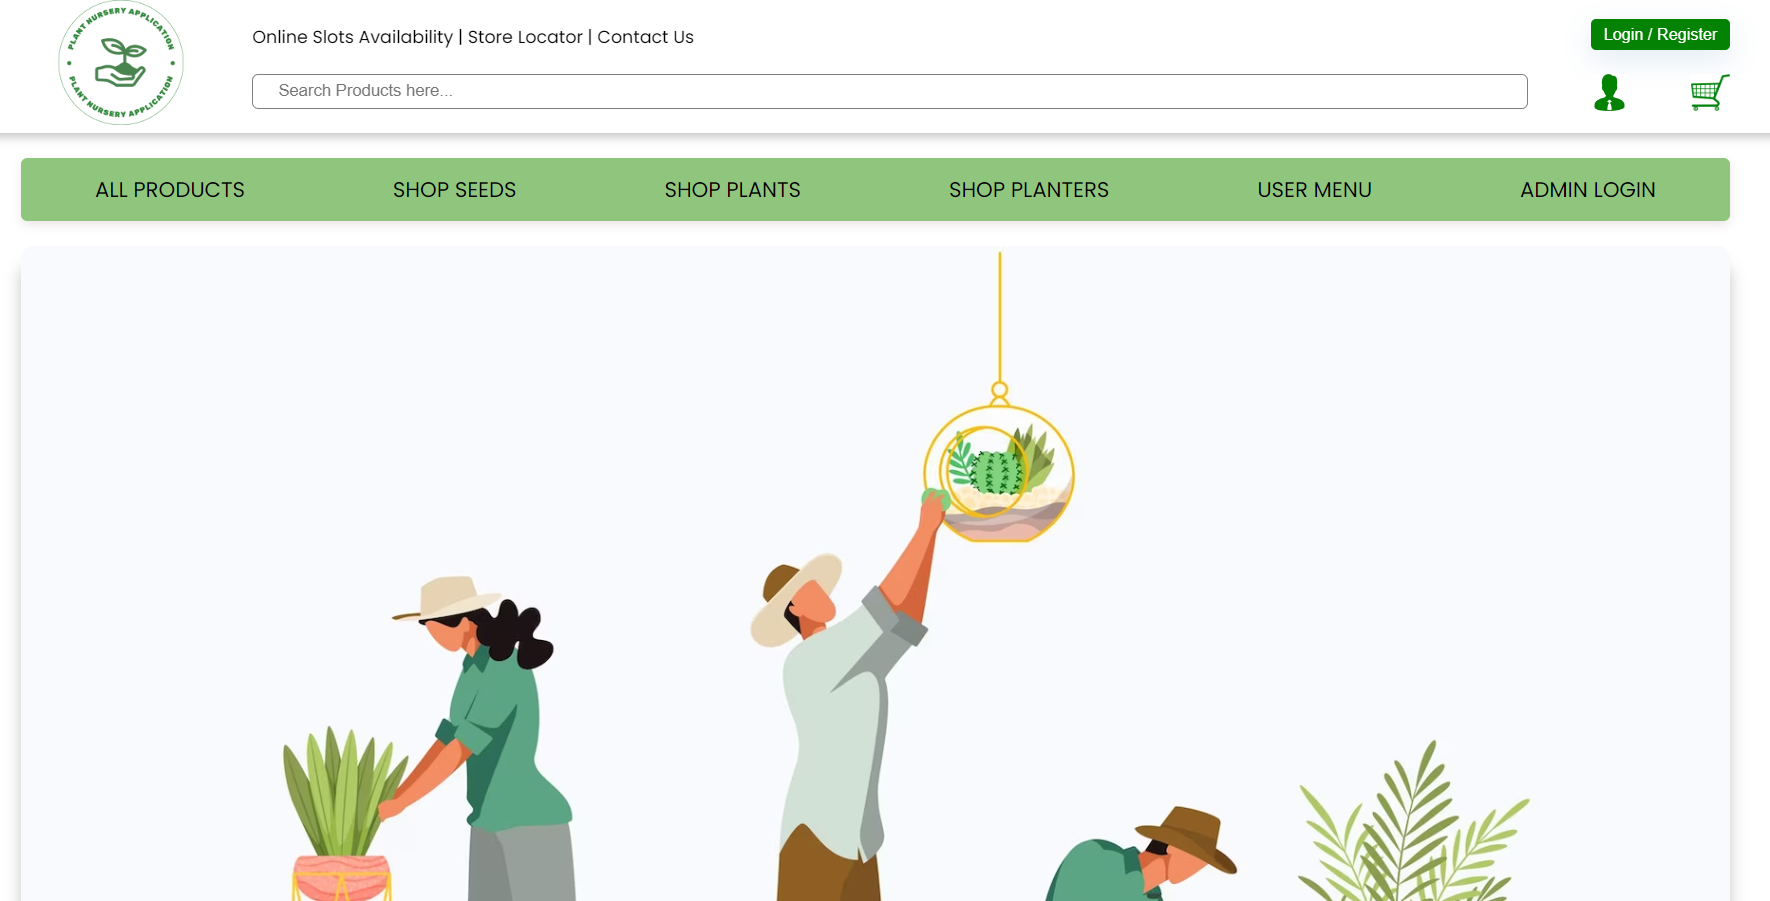 PLANT NURSERY APPLICATION
PLANT NURSERY APPLICATION
Online Slots Availability | Store Locator | Contact Us
Login / Register
Search Products here...
ALL PRODUCTS
SHOP SEEDS
SHOP PLANTS
SHOP PLANTERS
USER MENU
ADMIN LOGIN